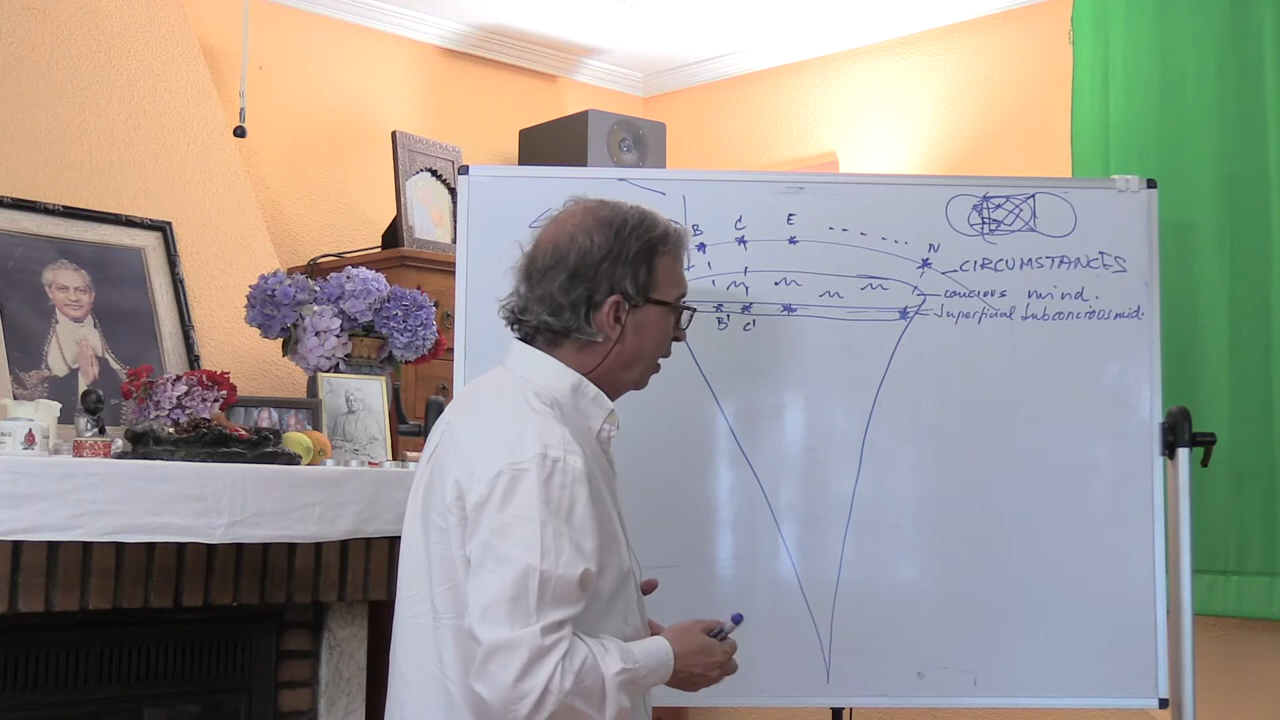 B C E N
CIRCUMSTANCES
concious mind.
Superficial subconcious mid.
B' C'